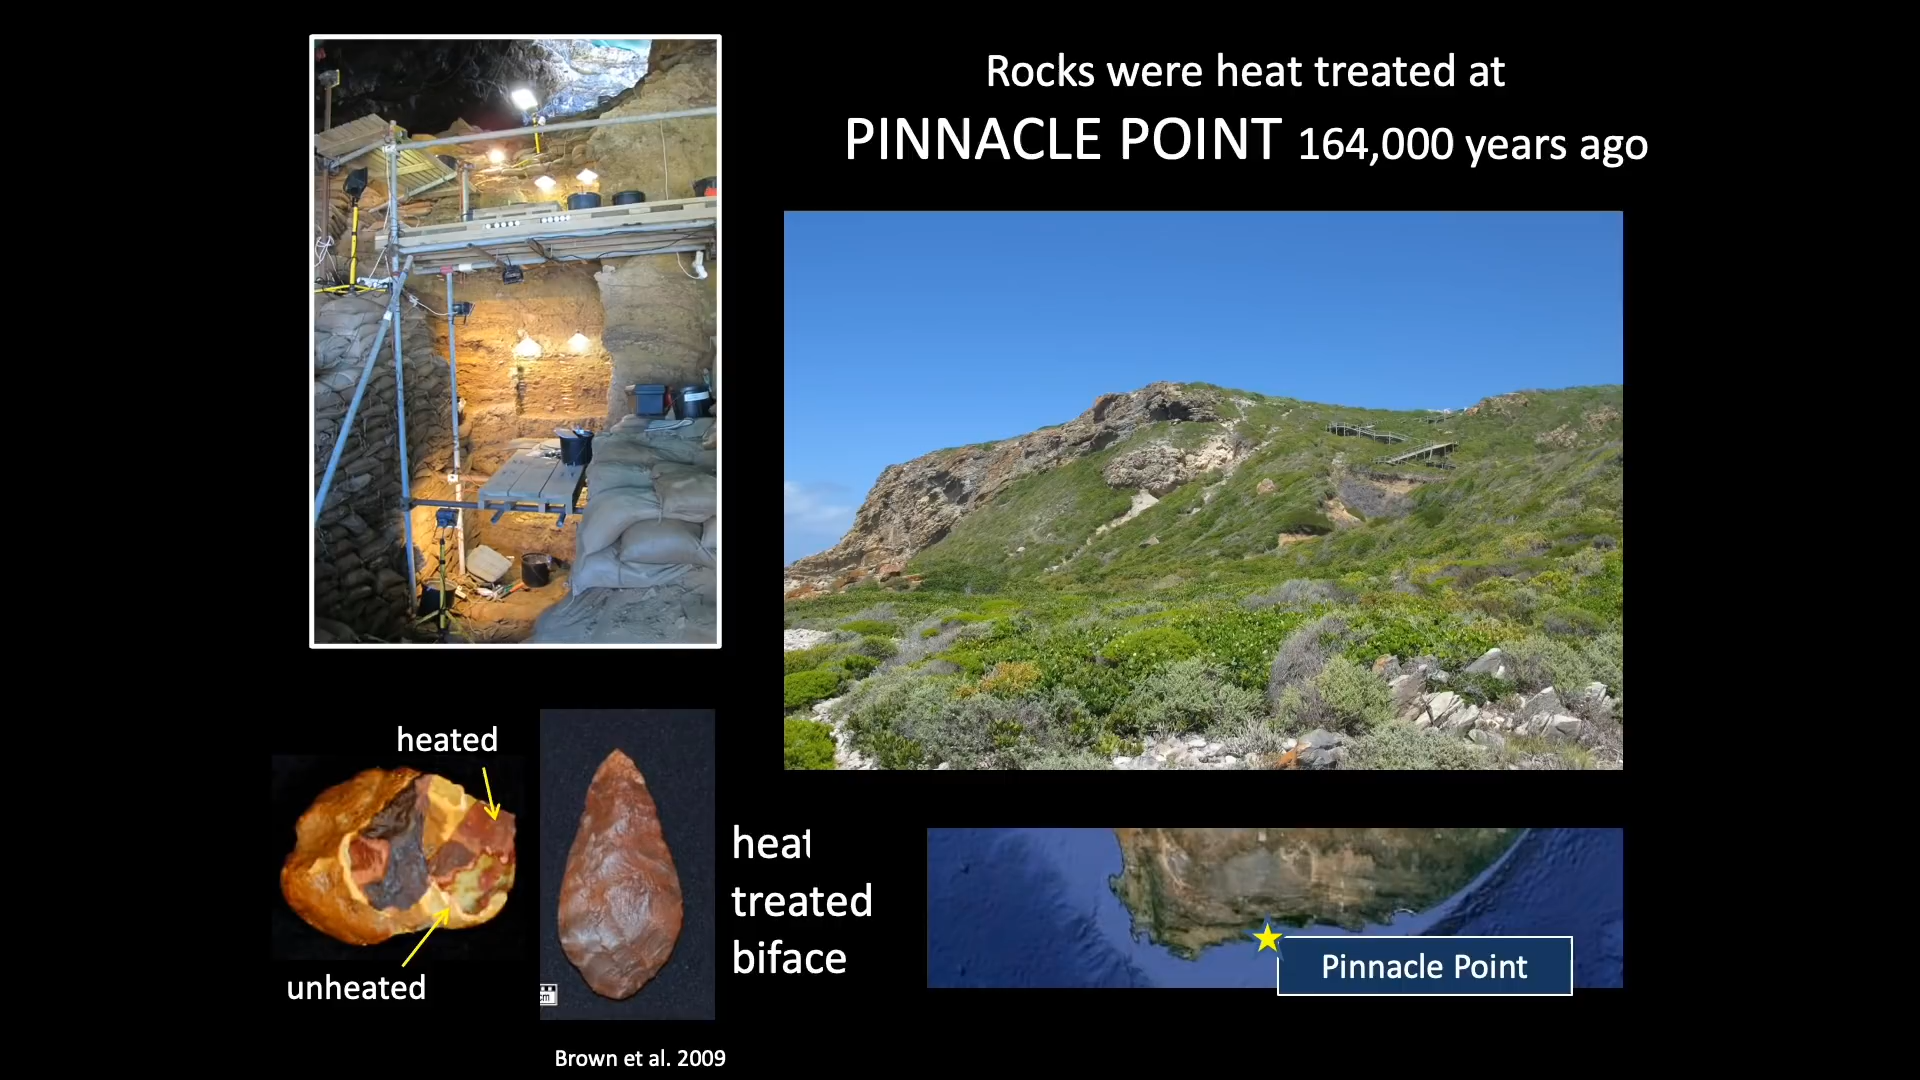 Rocks were heat treated at
PINNACLE POINT 164,000 years ago
heated
unheated
heat
treated
biface
cm
Pinnacle Point
Brown et al. 2009